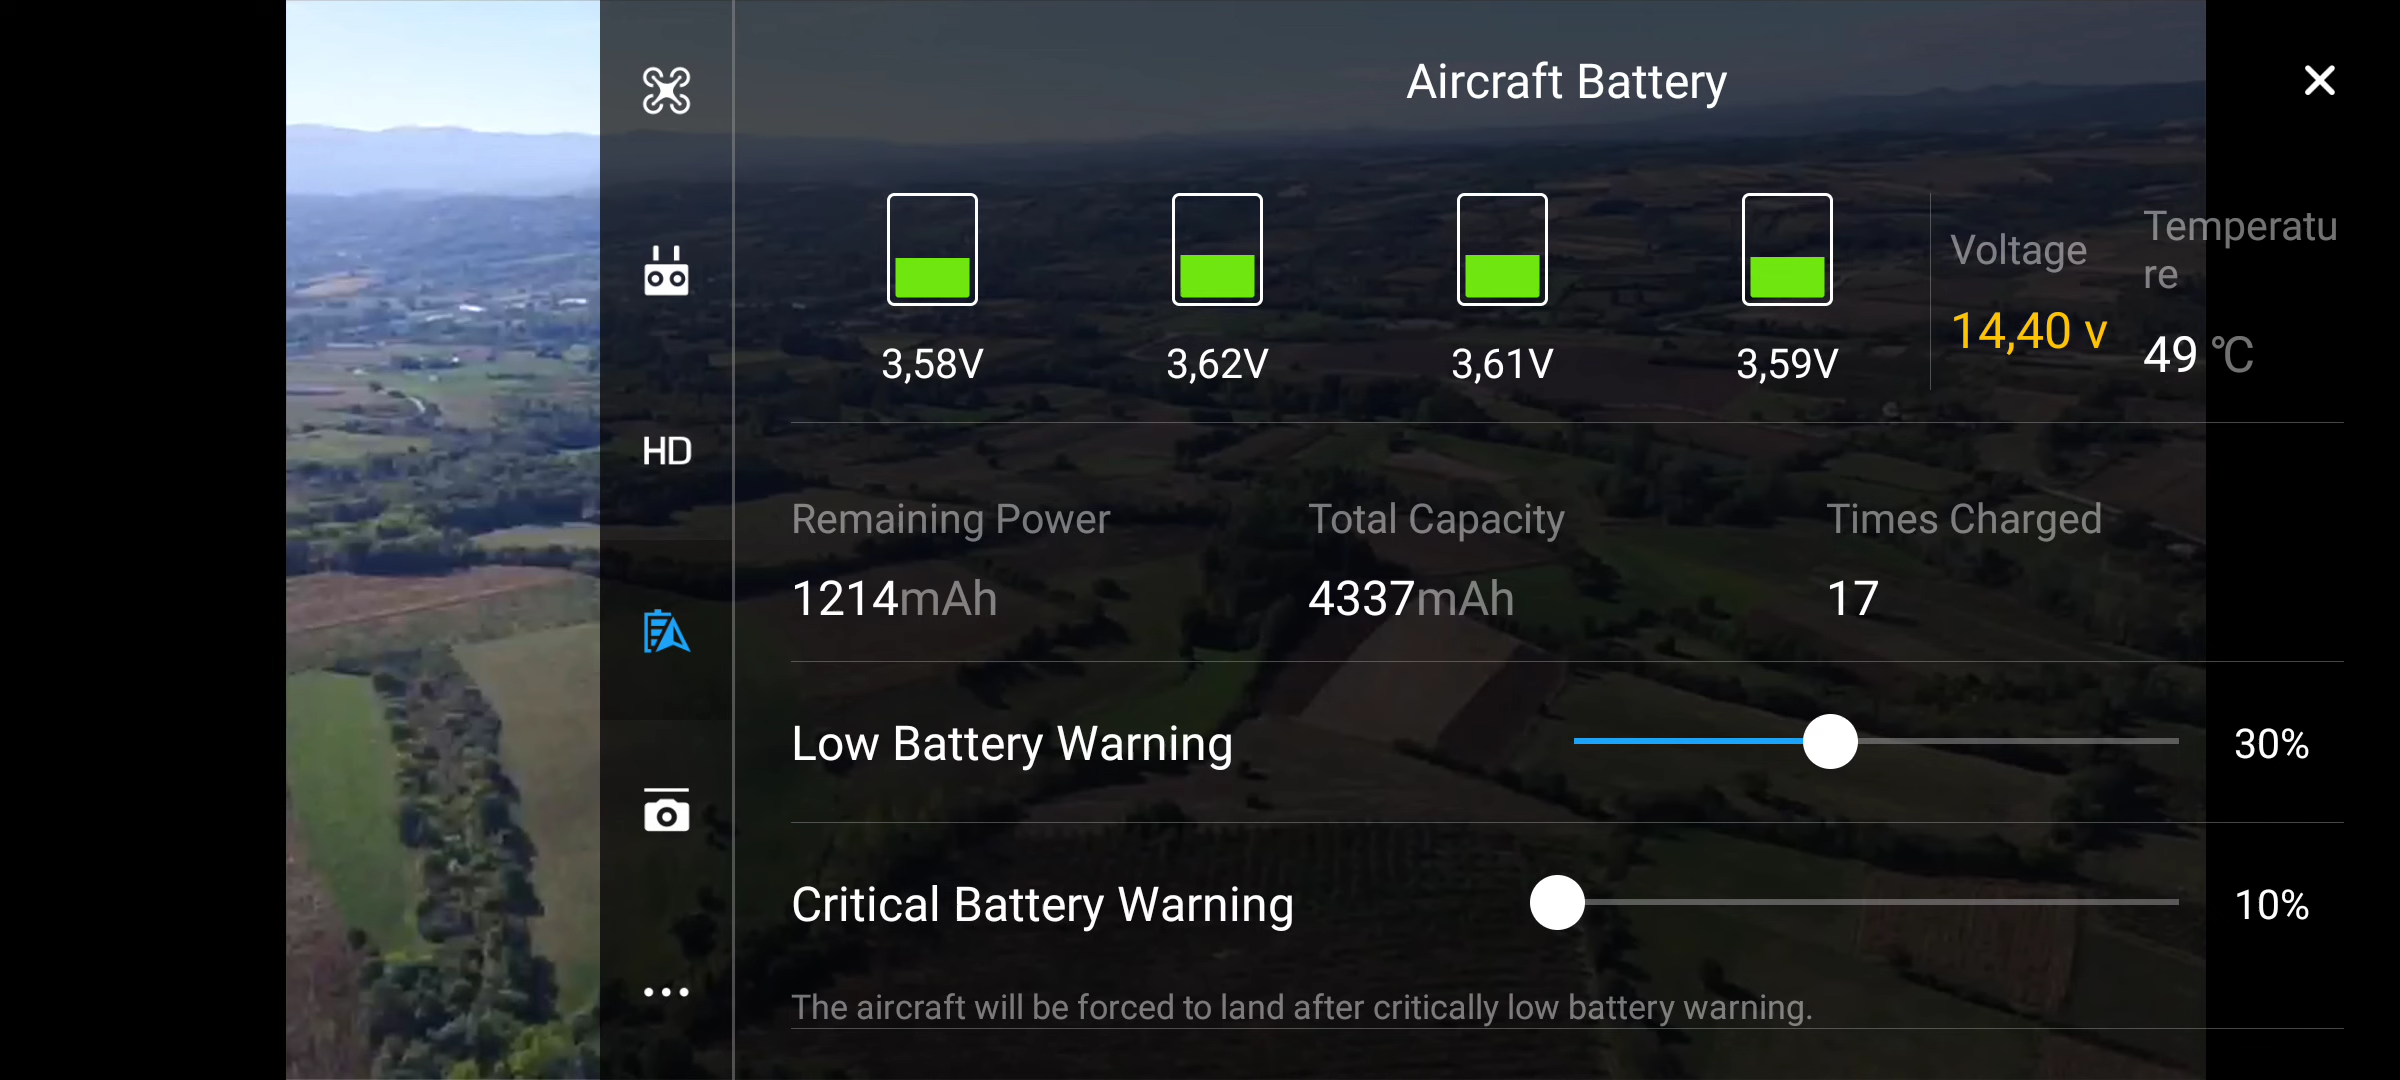 Aircraft Battery
3,58V
3,62V
3,61V
3,59V
Voltage
14,40 v
Temperatu
re
49 ℃
HD
Remaining Power
Total Capacity
Times Charged
1214mAh
4337mAh
17
Low Battery Warning
30%
Critical Battery Warning
10%
The aircraft will be forced to land after critically low battery warning.